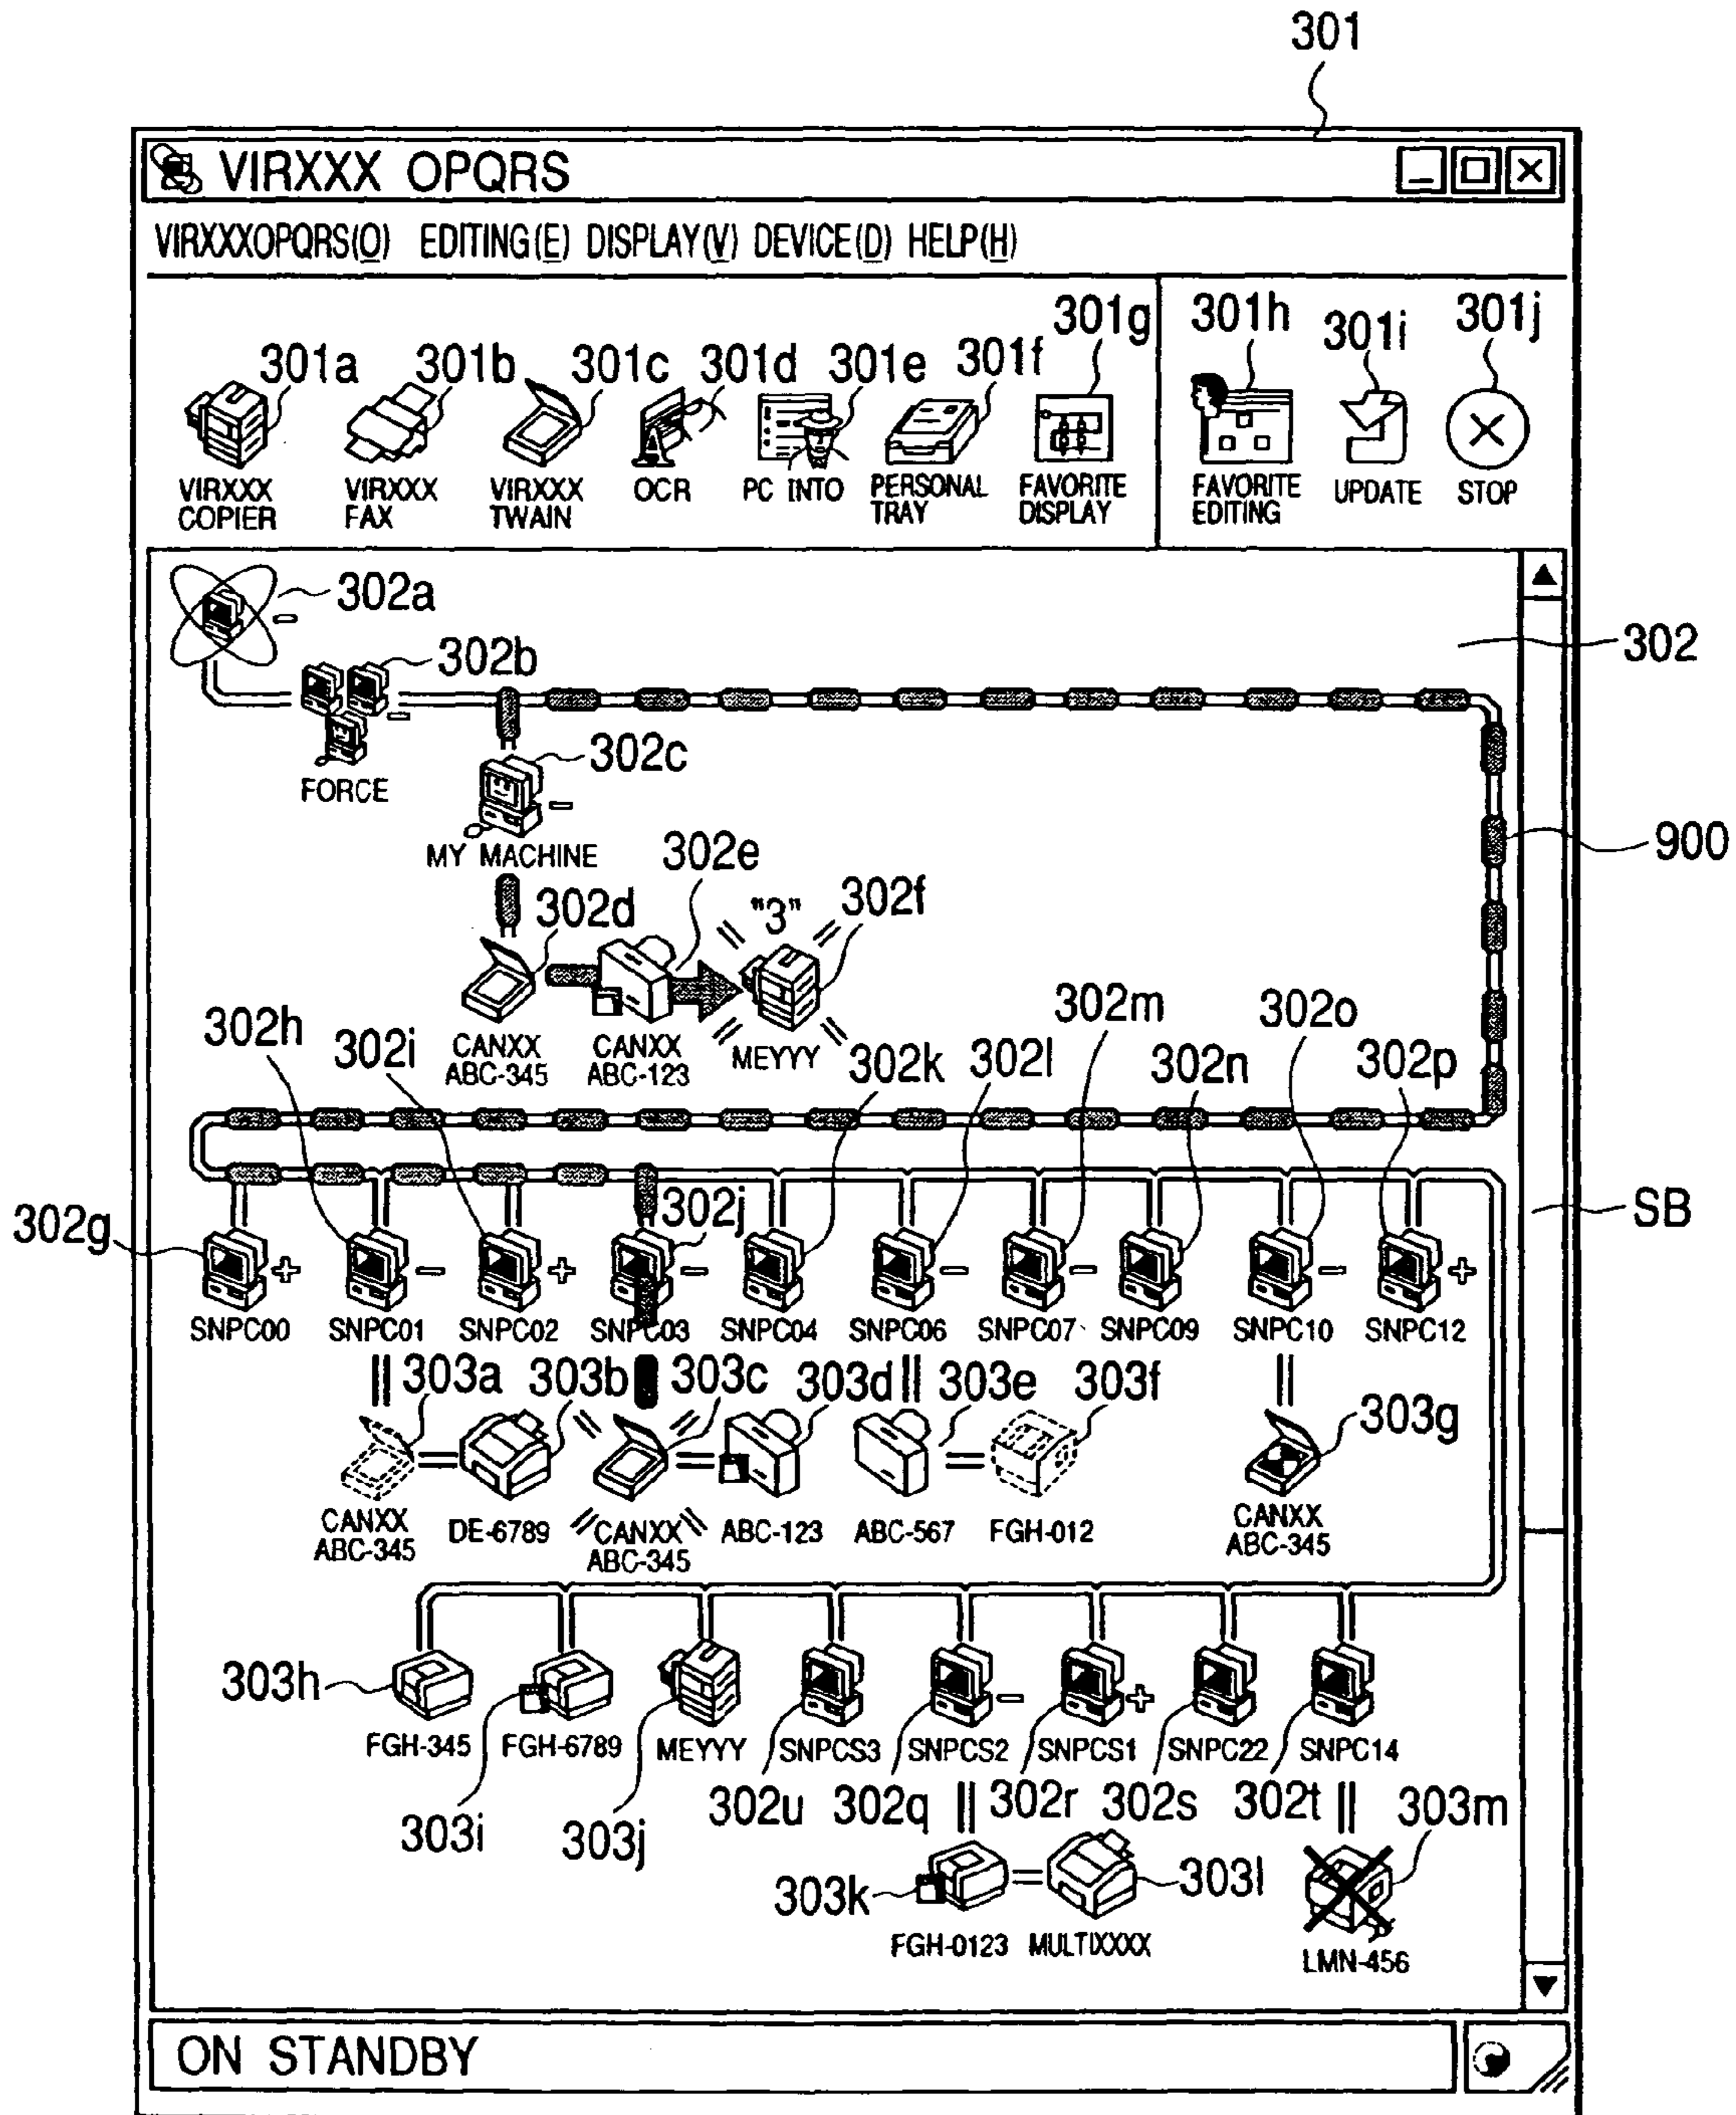 301
VIRXXX OPQRS
VIRXXXOPQRS(O) EDITING(E) DISPLAY(V) DEVICE(D) HELP(H)
301a 301b 301c 301d 301e 301f 301g 301h 301i 301j
VIRXXX COPIER
VIRXXX FAX
VIRXXX TWAIN
OCR
PC INTO
PERSONAL TRAY
FAVORITE DISPLAY
FAVORITE EDITING
UPDATE
STOP
302a
302
302b
FORCE
302c
MY MACHINE
900
302d 302e "3" 302f
CANXX ABC-345
CANXX ABC-123
MEYYY
302h 302i 302k 302l 302m 302n 302o 302p
302g 302j SB
SNPC00 SNPC01 SNPC02 SNPC03 SNPC04 SNPC06 SNPC07 SNPC09 SNPC10 SNPC12
303a 303b 303c 303d 303e 303f 303g
CANXX ABC-345
DE-6789
CANXX ABC-345
ABC-123
ABC-567
FGH-012
CANXX ABC-345
303h
FGH-345 FGH-6789 MEYYY SNPCS3 SNPCS2 SNPCS1 SNPC22 SNPC14
303i 303j 302u 302q 302r 302s 302t 303m
303k 303l
FGH-0123 MULTIXXXX LMN-456
ON STANDBY